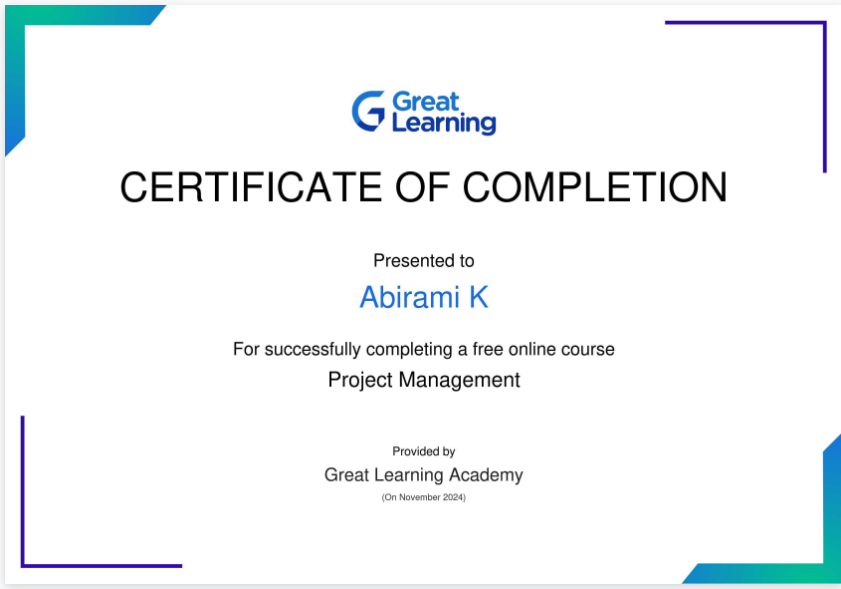 Great
Learning
CERTIFICATE OF COMPLETION
Presented to
Abirami K
For successfully completing a free online course
Project Management
Provided by
Great Learning Academy
(On November 2024)